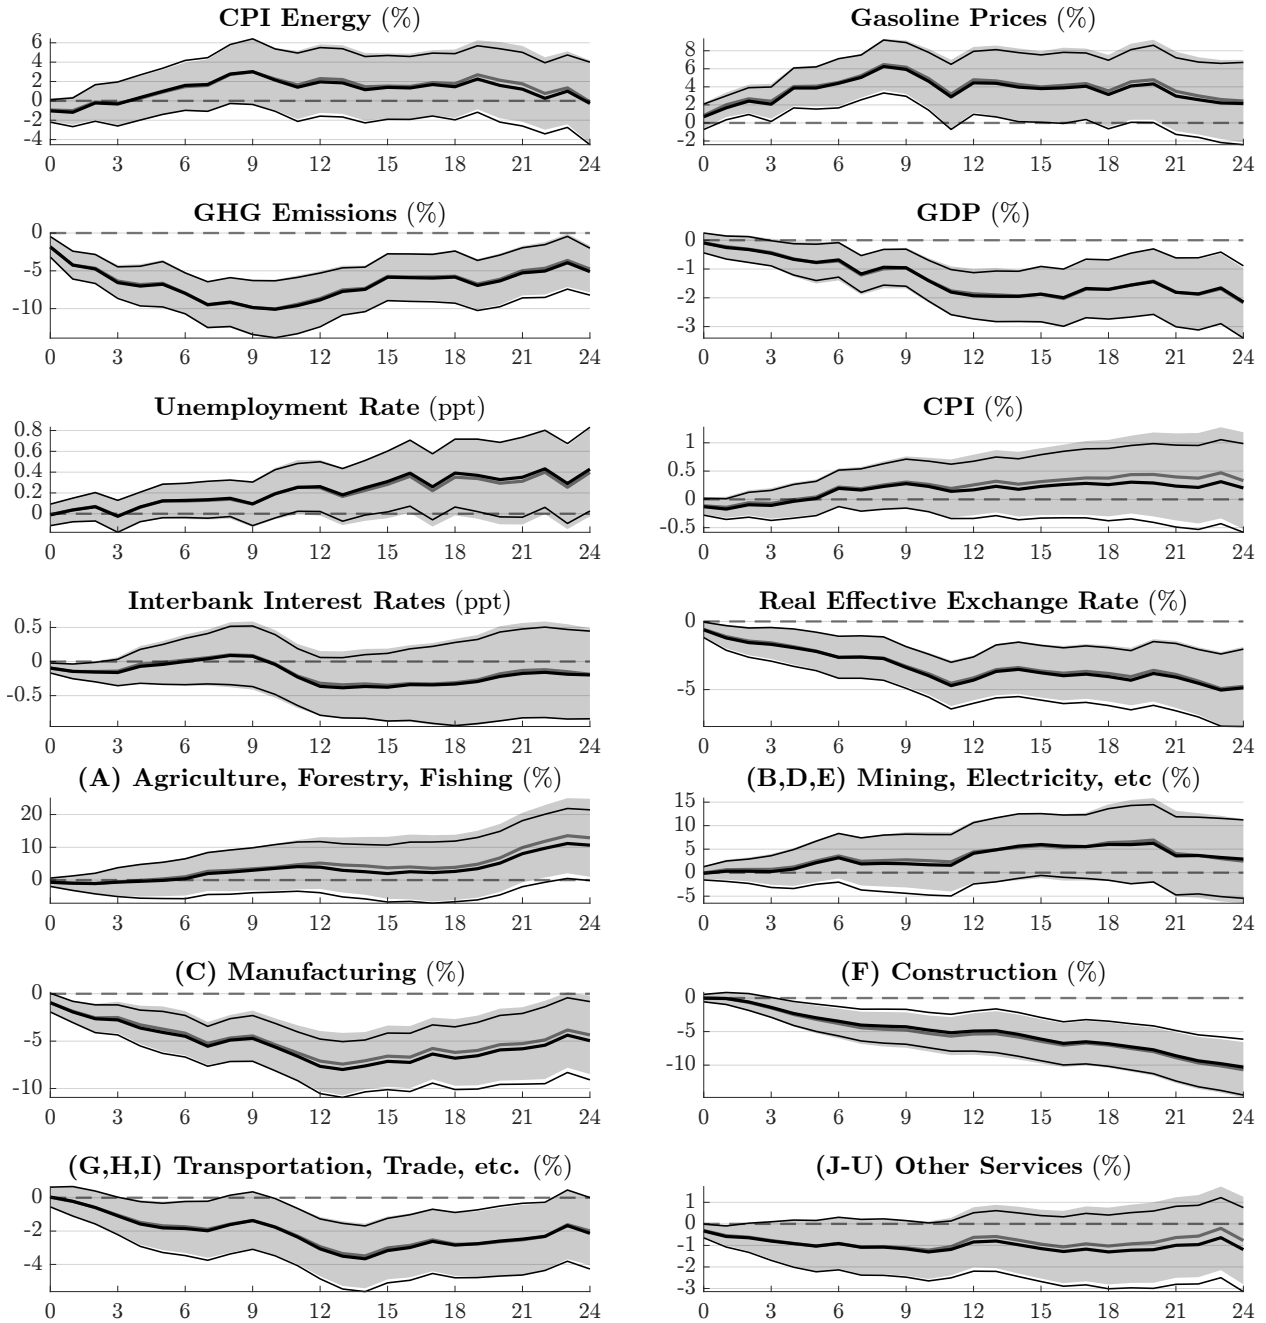 CPI Energy (%)
6
4
2
0
-2
-4
0 3 6 9 12 15 18 21 24
Gasoline Prices (%)
8
6
4
2
0
-2
0 3 6 9 12 15 18 21 24
GHG Emissions (%)
0
-5
-10
0 3 6 9 12 15 18 21 24
GDP (%)
0
-1
-2
-3
0 3 6 9 12 15 18 21 24
Unemployment Rate (ppt)
0.8
0.6
0.4
0.2
0
0 3 6 9 12 15 18 21 24
CPI (%)
1
0.5
0
-0.5
0 3 6 9 12 15 18 21 24
Interbank Interest Rates (ppt)
0.5
0
-0.5
0 3 6 9 12 15 18 21 24
Real Effective Exchange Rate (%)
0
-5
0 3 6 9 12 15 18 21 24
(A) Agriculture, Forestry, Fishing (%)
20
10
0
0 3 6 9 12 15 18 21 24
(B,D,E) Mining, Electricity, etc (%)
15
10
5
0
-5
0 3 6 9 12 15 18 21 24
(C) Manufacturing (%)
0
-5
-10
0 3 6 9 12 15 18 21 24
(F) Construction (%)
0
-5
-10
0 3 6 9 12 15 18 21 24
(G,H,I) Transportation, Trade, etc. (%)
0
-2
-4
0 3 6 9 12 15 18 21 24
(J-U) Other Services (%)
1
0
-1
-2
-3
0 3 6 9 12 15 18 21 24